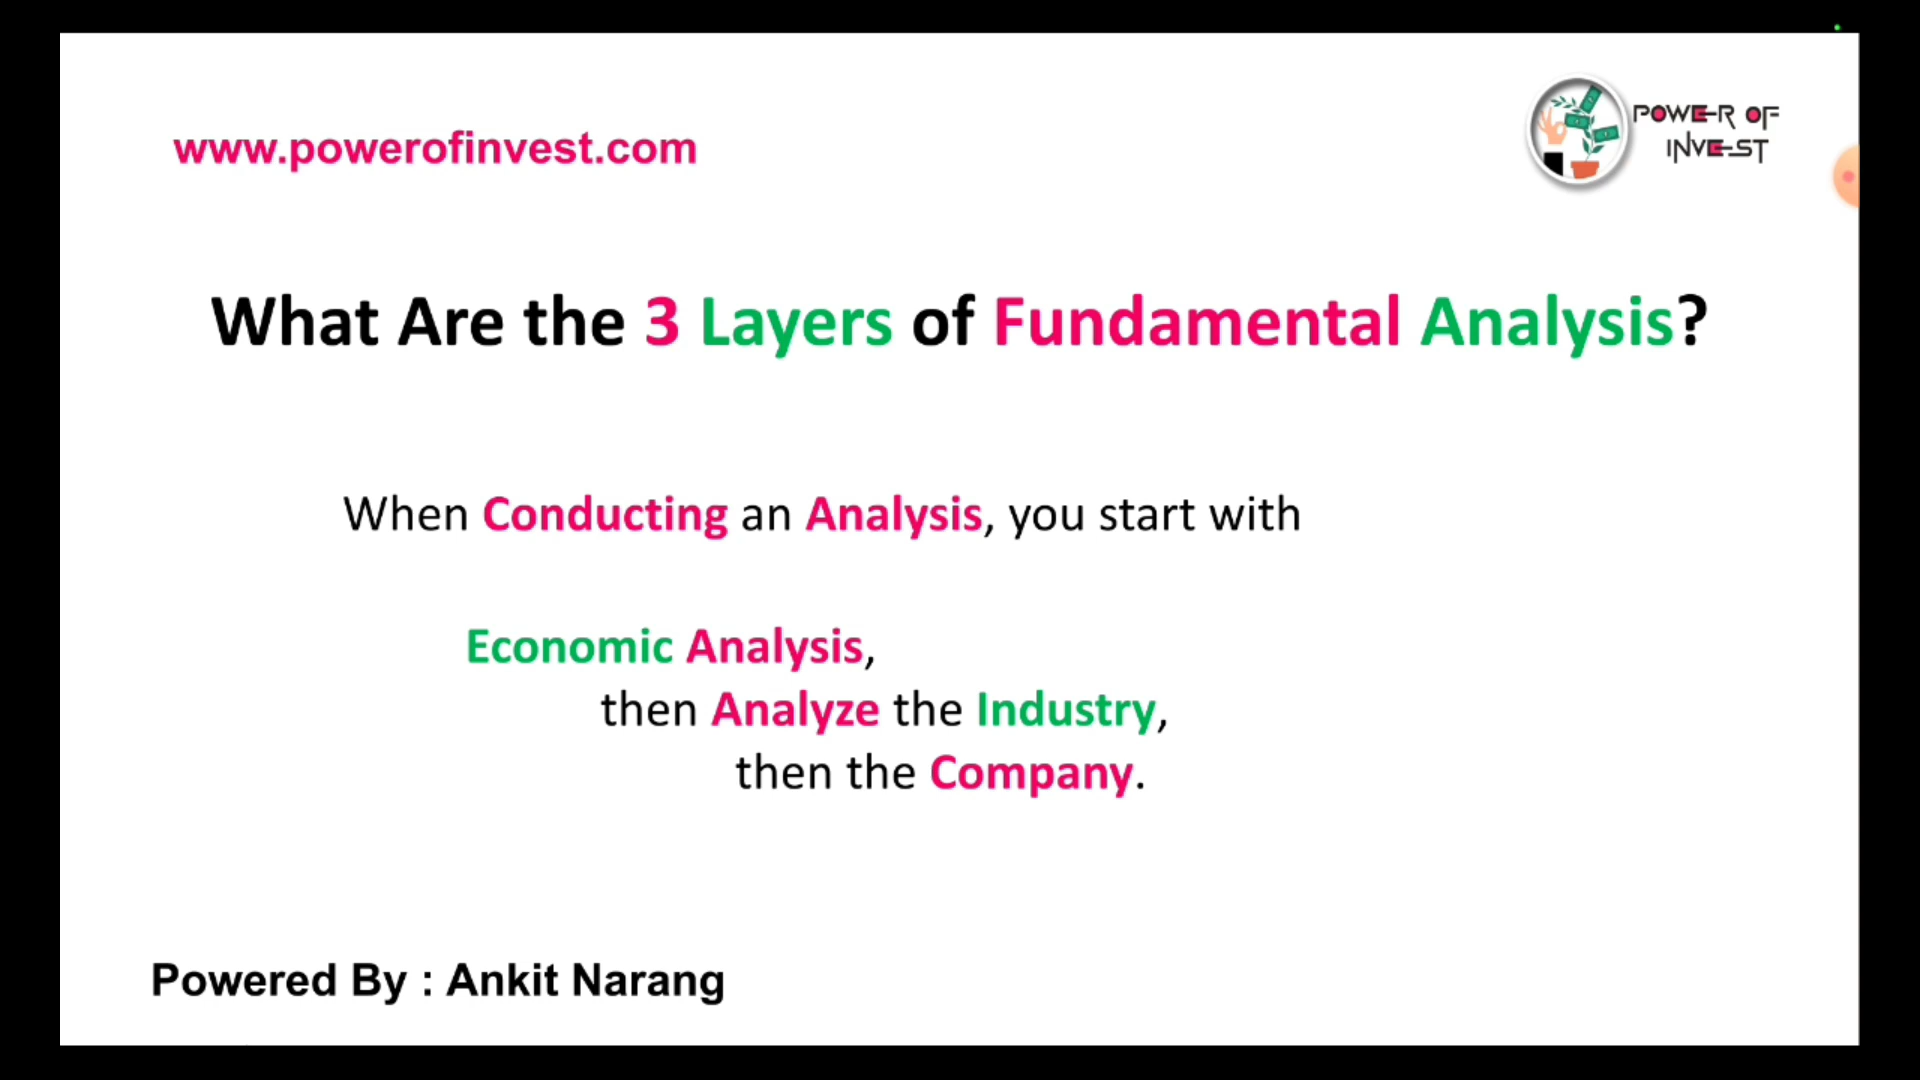 www.powerofinvest.com
POWER OF
INVEST
What Are the 3 Layers of Fundamental Analysis?
When Conducting an Analysis, you start with
Economic Analysis,
then Analyze the Industry,
then the Company.
Powered By : Ankit Narang